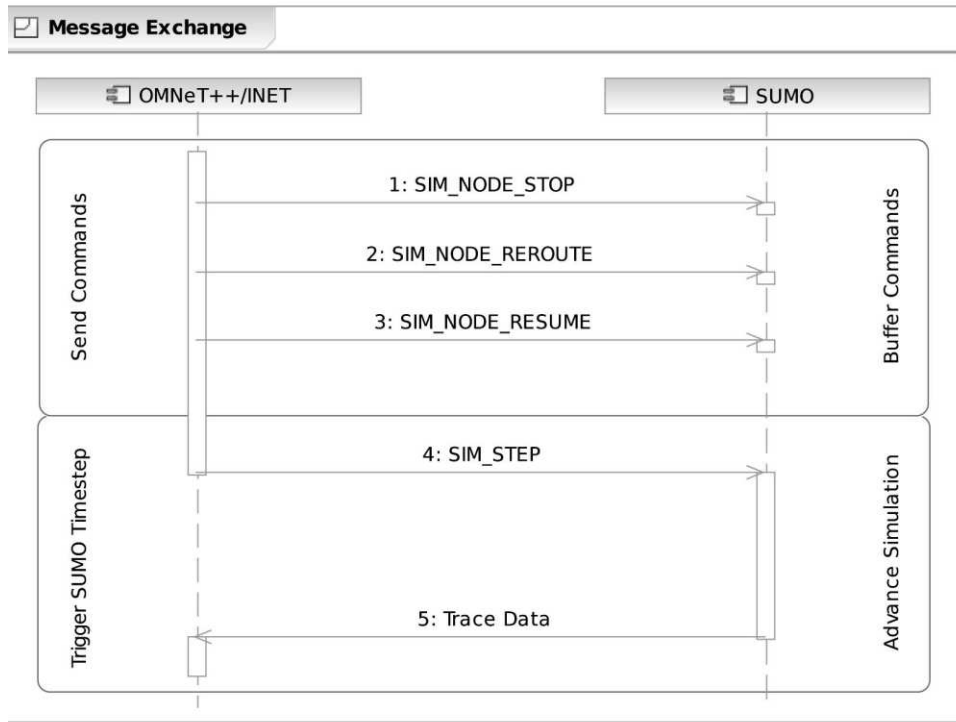 Message Exchange
OMNeT++/INET
SUMO
Send Commands
1: SIM_NODE_STOP
2: SIM_NODE_REROUTE
3: SIM_NODE_RESUME
Buffer Commands
Trigger SUMO Timestep
4: SIM_STEP
5: Trace Data
Advance Simulation